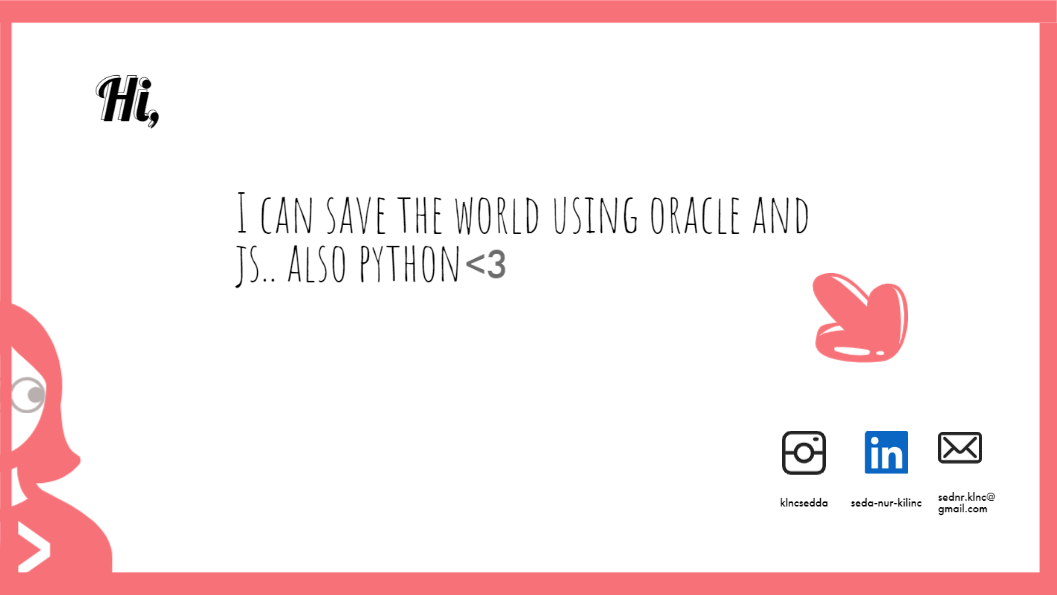 Hi,
I can save the world using oracle and
js.. Also python<3
in
klncsedda
seda-nur-kilinc
sednr.klnc@
gmail.com
>